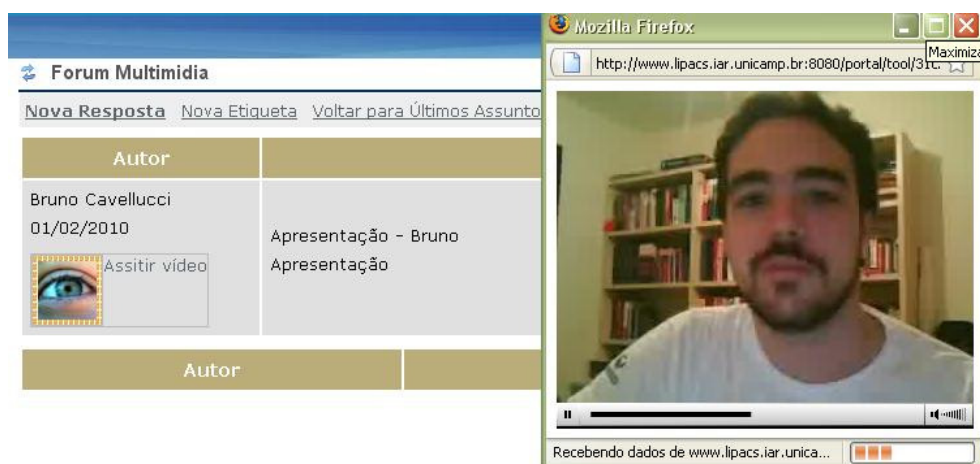 Forum Multimidia
Nova Resposta Nova Etiqueta Voltar para Últimos Assunto
Autor
Bruno Cavellucci
01/02/2010
Assitir vídeo
Apresentação - Bruno
Apresentação
Autor
Mozilla Firefox
Maximiza
http://www.lipacs.iar.unicamp.br:8080/portal/tool/31c
Recebendo dados de www.lipacs.iar.unica...